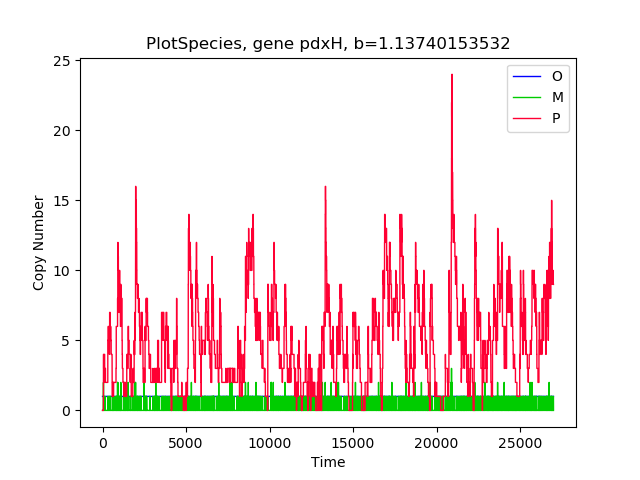 PlotSpecies, gene pdxH, b=1.13740153532
25
20
15
10
5
0
Copy Number
O
M
P
0 5000 10000 15000 20000 25000
Time